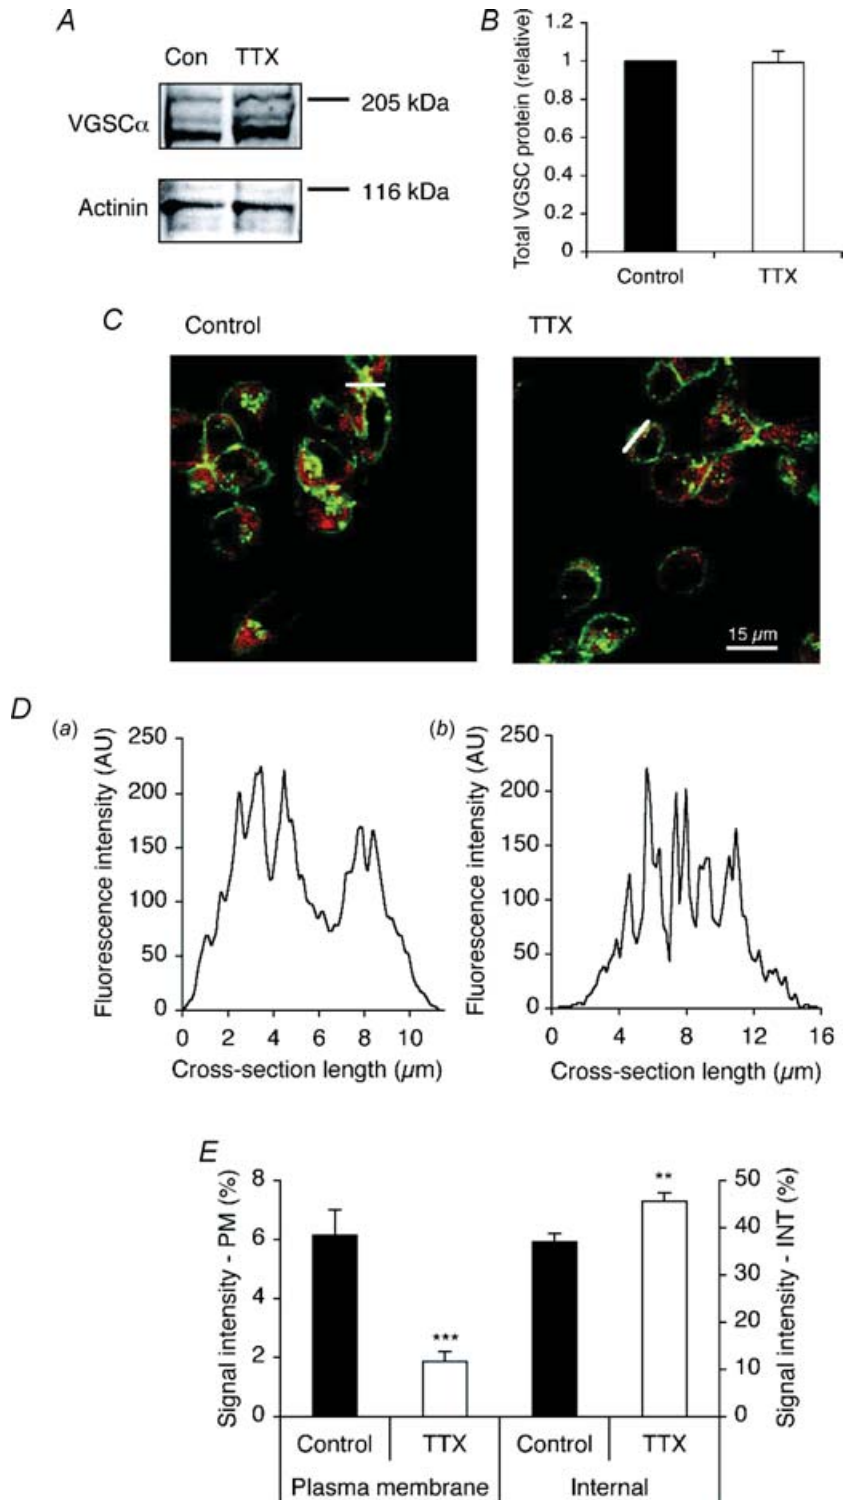 A
Con TTX
VGSCα
205 kDa
Actinin
116 kDa
B
Total VGSC protein (relative)
1.2
1
0.8
0.6
0.4
0.2
0
Control TTX
C
Control TTX
15 µm
D
(a)
Fluorescence intensity (AU)
250
200
150
100
50
0
0 2 4 6 8 10
Cross-section length (µm)
(b)
Fluorescence intensity (AU)
250
200
150
100
50
0
0 4 8 12 16
Cross-section length (µm)
E
Signal intensity - PM (%)
8
6
4
2
0
***
**
50
40
30
20
10
0
Signal intensity - INT (%)
Control TTX Control TTX
Plasma membrane Internal